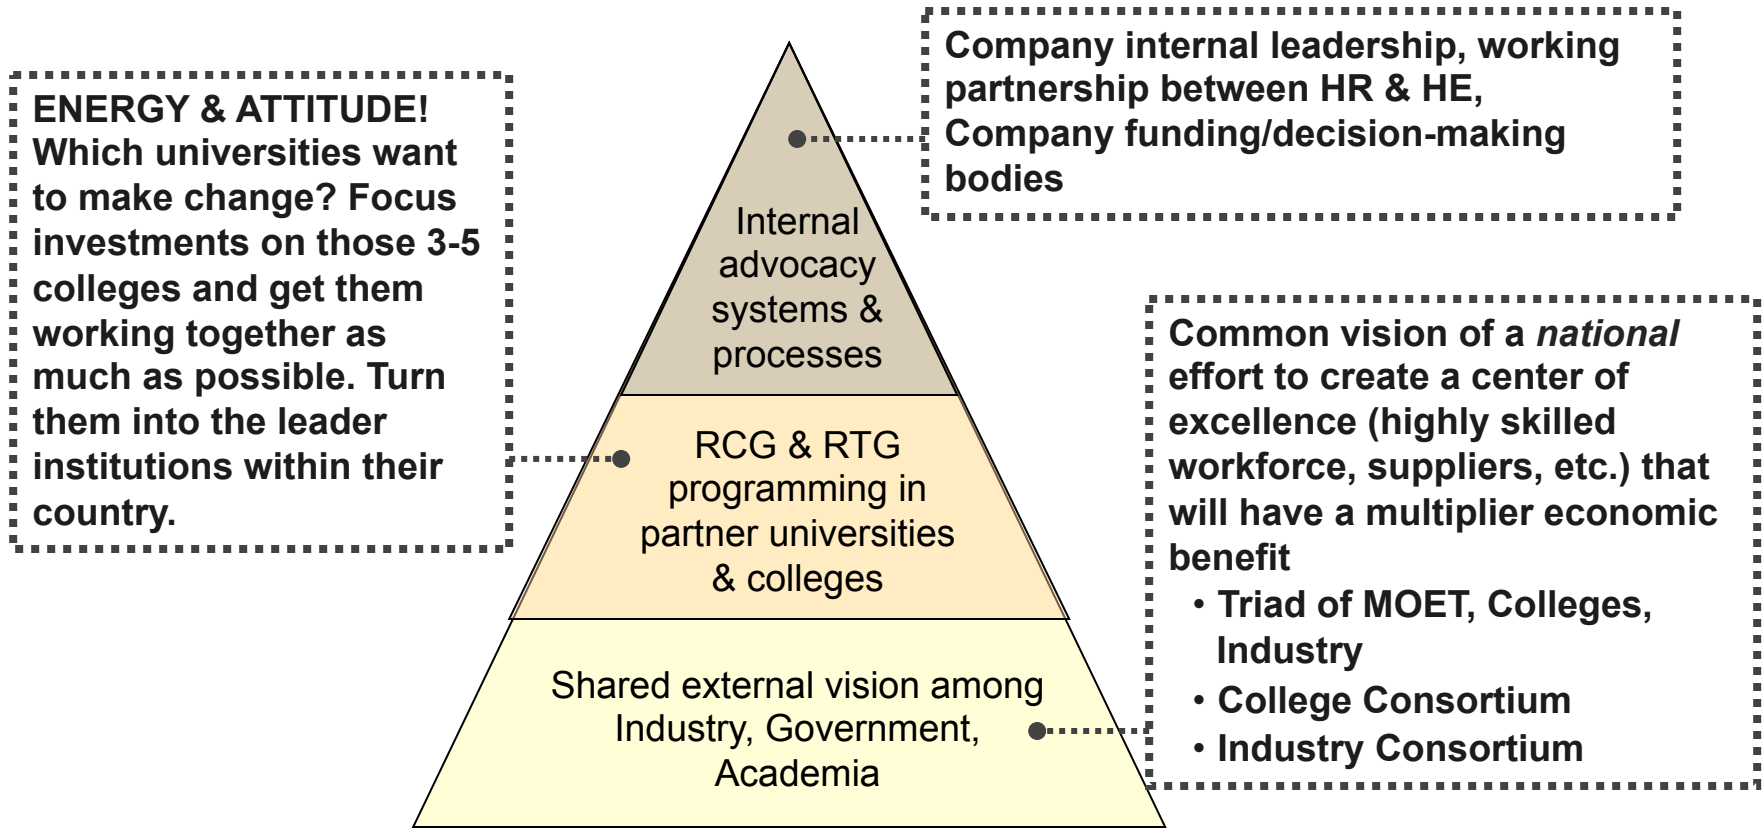 ENERGY & ATTITUDE!
Which universities want
to make change? Focus
investments on those 3-5
colleges and get them
working together as
much as possible. Turn
them into the leader
institutions within their
country.
Company internal leadership, working
partnership between HR & HE,
Company funding/decision-making
bodies
Internal
advocacy
systems &
processes
RCG & RTG
programming in
partner universities
& colleges
Shared external vision among
Industry, Government,
Academia
Common vision of a national
effort to create a center of
excellence (highly skilled
workforce, suppliers, etc.) that
will have a multiplier economic
benefit
• Triad of MOET, Colleges,
Industry
• College Consortium
• Industry Consortium